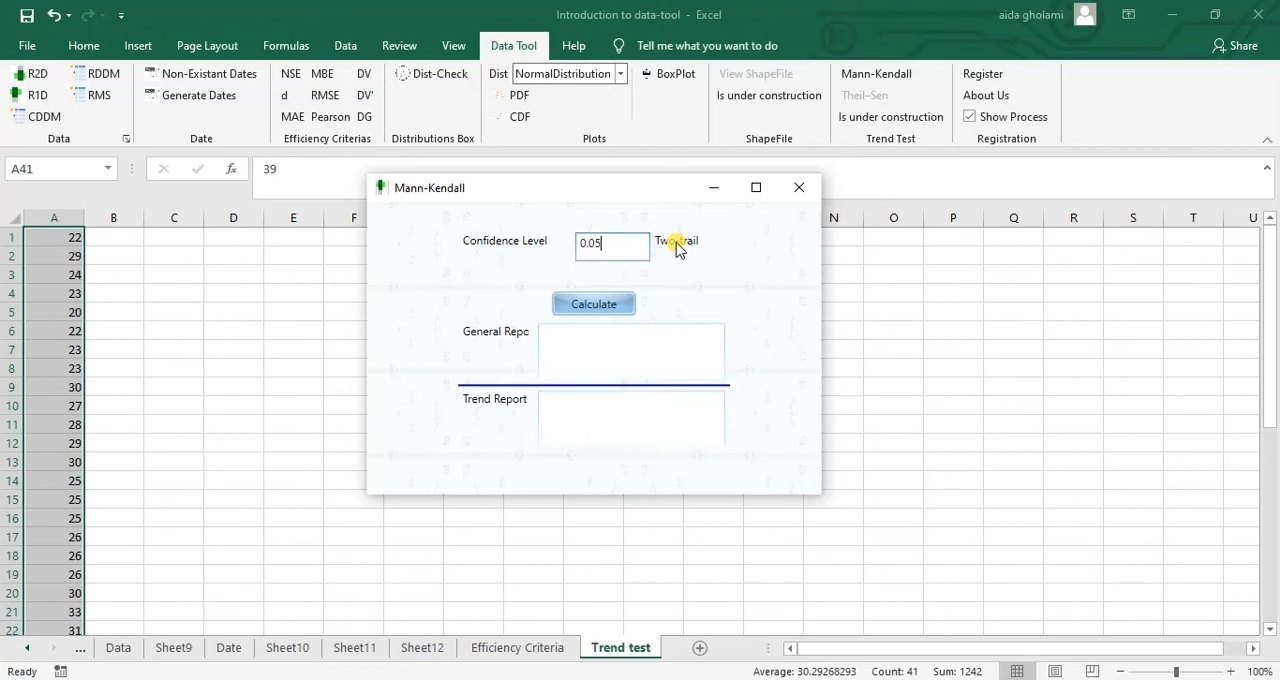 Introduction to data-tool - Excel
aida gholami
File Home Insert Page Layout Formulas Data Review View Data Tool Help Tell me what you want to do Share
R2D RDDM Non-Existant Dates NSE MBE DV Dist-Check Dist NormalDistribution BoxPlot View ShapeFile Mann-Kendall Register
R1D RMS Generate Dates d RMSE DV' PDF Is under construction Theil-Sen About Us
CDDM MAE Pearson DG CDF Is under construction Show Process
Data Date Efficiency Criterias Distributions Box Plots ShapeFile Trend Test Registration
A41 fx 39
Mann-Kendall
A B C D E F N O P Q R S T U
Confidence Level 0.05 Two-trail
Calculate
General Repo
Trend Report
1 22
2 29
3 24
4 23
5 20
6 22
7 23
8 23
9 30
10 27
11 28
12 29
13 30
14 25
15 25
16 26
17 26
18 26
19 26
20 30
21 33
22 31
... Data Sheet9 Date Sheet10 Sheet11 Sheet12 Efficiency Criteria Trend test
Ready Average: 30.29268293 Count: 41 Sum: 1242 100%